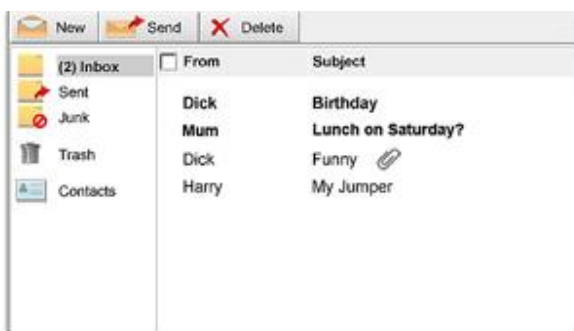 New Send Delete
(2) Inbox
Sent
Junk
Trash
Contacts
From Subject
Dick Birthday
Mum Lunch on Saturday?
Dick Funny
Harry My Jumper